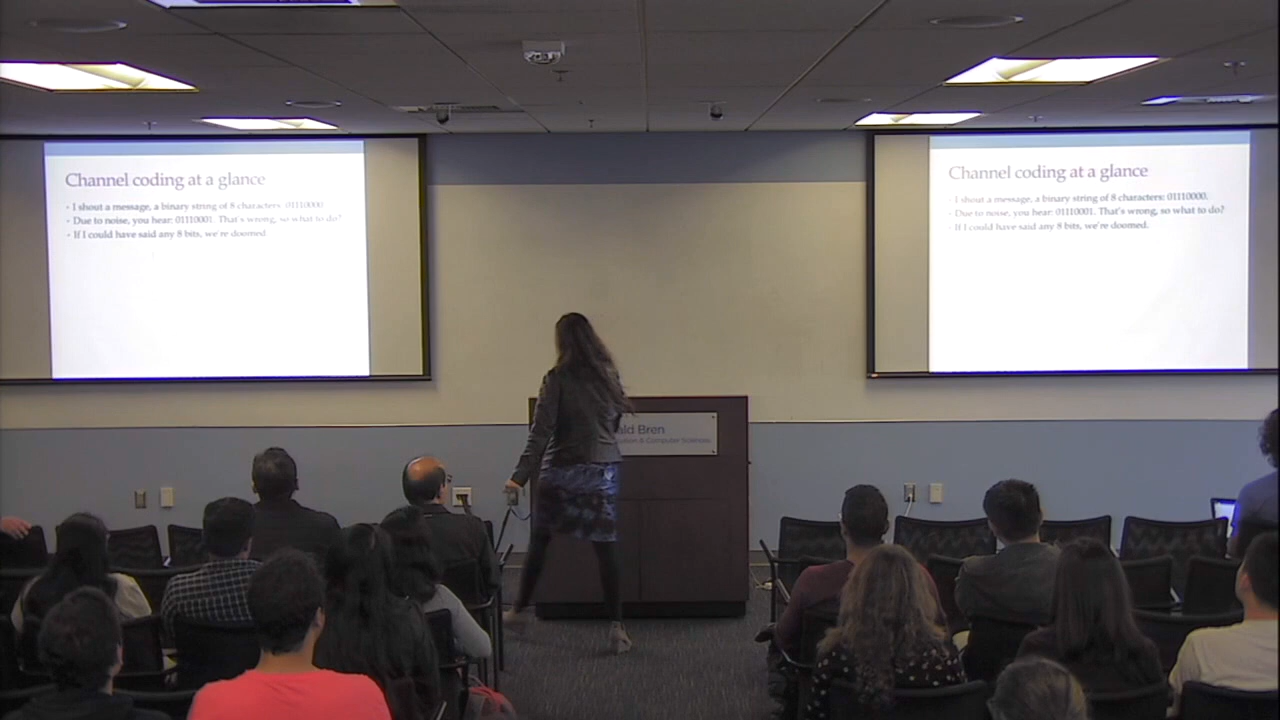 Channel coding at a glance
- I shout a message, a binary string of 8 characters: 01110000.
- Due to noise, you hear: 01110001. That's wrong, so what to do?
- If I could have said any 8 bits, we're doomed.
Channel coding at a glance
- I shout a message, a binary string of 8 characters: 01110000.
- Due to noise, you hear: 01110001. That's wrong, so what to do?
- If I could have said any 8 bits, we're doomed.
ald Bren
& Computer Sciences